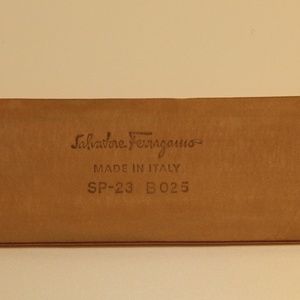 Salvatore Ferragamo
MADE IN ITALY
SP-23 B025